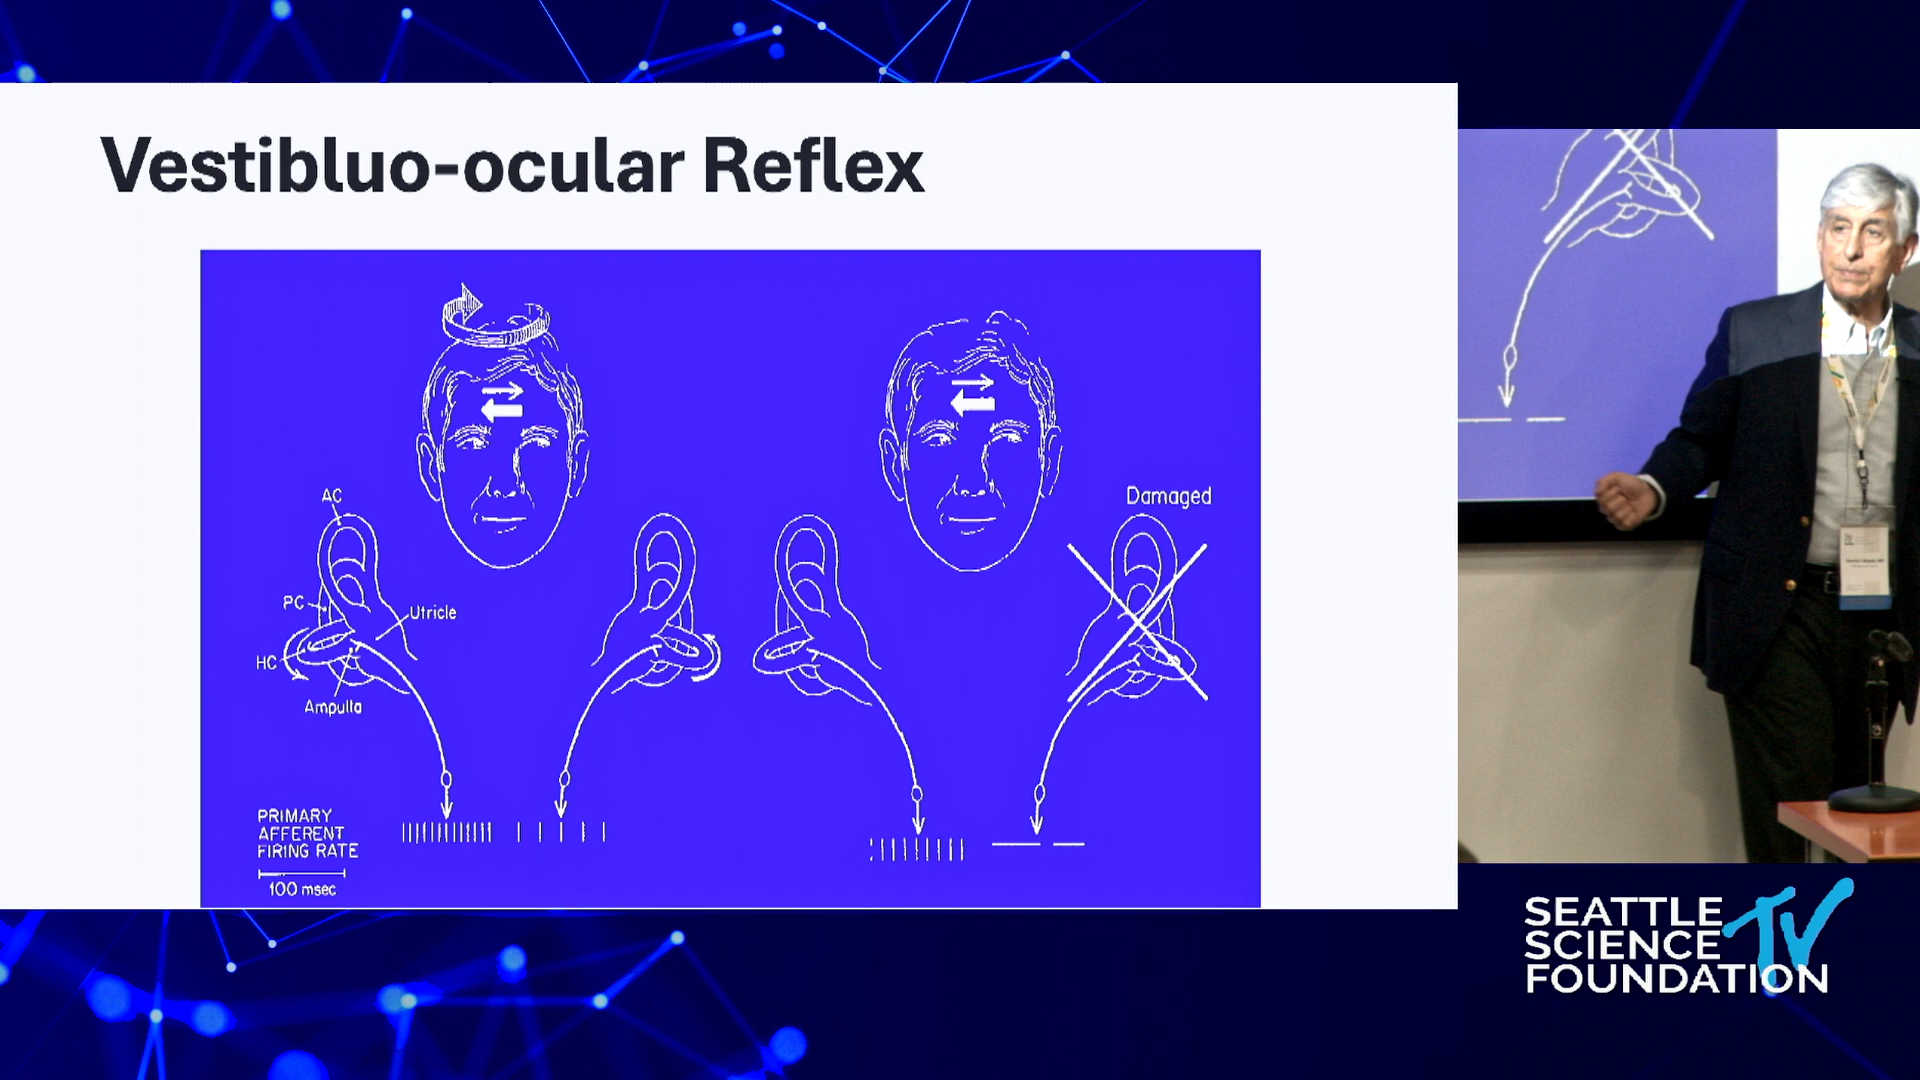 Vestibluo-ocular Reflex
AC
PC
Utricle
HC
Ampulla
Damaged
PRIMARY
AFFERENT
FIRING RATE
100 msec
SEATTLE
SCIENCE
FOUNDATION
TV